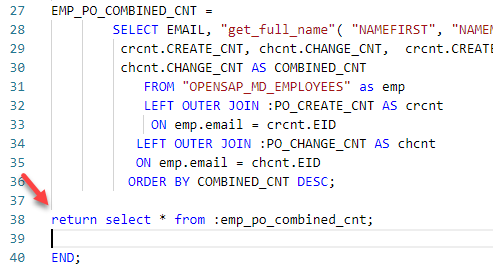 27 EMP_PO_COMBINED_CNT =
28 SELECT EMAIL, "get_full_name"( "NAMEFIRST", "NAMEM
29 crcnt.CREATE_CNT, chcnt.CHANGE_CNT, crcnt.CREATE
30 chcnt.CHANGE_CNT AS COMBINED_CNT
31 FROM "OPENSAP_MD_EMPLOYEES" as emp
32 LEFT OUTER JOIN :PO_CREATE_CNT AS crcnt
33 ON emp.email = crcnt.EID
34 LEFT OUTER JOIN :PO_CHANGE_CNT AS chcnt
35 ON emp.email = chcnt.EID
36 ORDER BY COMBINED_CNT DESC;
37
38 return select * from :emp_po_combined_cnt;
39
40 END;